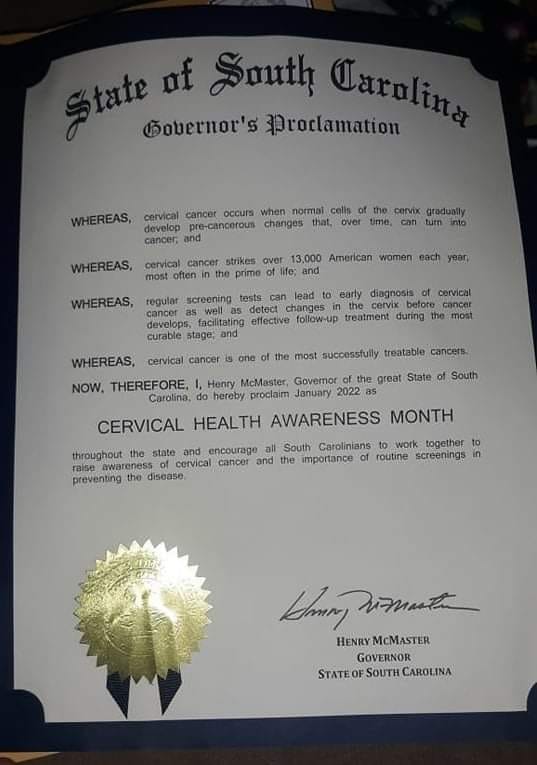 State of South Carolina
Governor's Proclamation
WHEREAS, cervical cancer occurs when normal cells of the cervix gradually
develop pre-cancerous changes that, over time, can turn into
cancer; and
WHEREAS, cervical cancer strikes over 13,000 American women each year,
most often in the prime of life; and
WHEREAS, regular screening tests can lead to early diagnosis of cervical
cancer as well as detect changes in the cervix before cancer
develops, facilitating effective follow-up treatment during the most
curable stage; and
WHEREAS, cervical cancer is one of the most successfully treatable cancers.
NOW, THEREFORE, I, Henry McMaster, Governor of the great State of South
Carolina, do hereby proclaim January 2022 as
CERVICAL HEALTH AWARENESS MONTH
throughout the state and encourage all South Carolinians to work together to
raise awareness of cervical cancer and the importance of routine screenings in
preventing the disease.
Henry McMaster
HENRY MCMASTER
GOVERNOR
STATE OF SOUTH CAROLINA